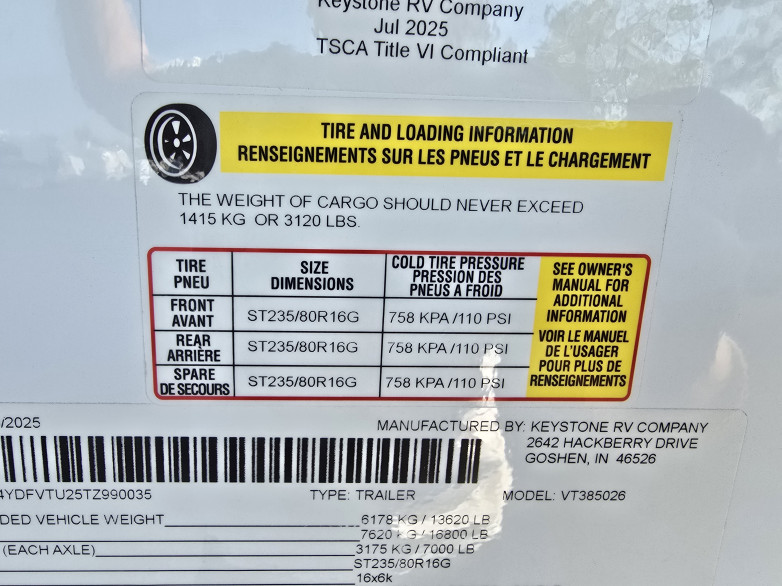 Keystone RV Company
Jul 2025
TSCA Title VI Compliant
TIRE AND LOADING INFORMATION
RENSEIGNEMENTS SUR LES PNEUS ET LE CHARGEMENT
THE WEIGHT OF CARGO SHOULD NEVER EXCEED
1415 KG OR 3120 LBS.
TIRE
PNEU
SIZE
DIMENSIONS
COLD TIRE PRESSURE
PRESSION DES
PNEUS A FROID
FRONT
AVANT
ST235/80R16G
758 KPA /110 PSI
REAR
ARRIÈRE
ST235/80R16G
758 KPA /110 PSI
SPARE
DE SECOURS
ST235/80R16G
758 KPA /110 PSI
SEE OWNER'S
MANUAL FOR
ADDITIONAL
INFORMATION
VOIR LE MANUEL
DE L'USAGER
POUR PLUS DE
RENSEIGNEMENTS
/2025
MANUFACTURED BY: KEYSTONE RV COMPANY
2642 HACKBERRY DRIVE
GOSHEN, IN 46526
YDFVTU25TZ990035
TYPE: TRAILER
MODEL: VT385026
DED VEHICLE WEIGHT 6178 KG / 13620 LB
7620 KG / 16800 LB
(EACH AXLE) 3175 KG / 7000 LB
ST235/80R16G
16x6k